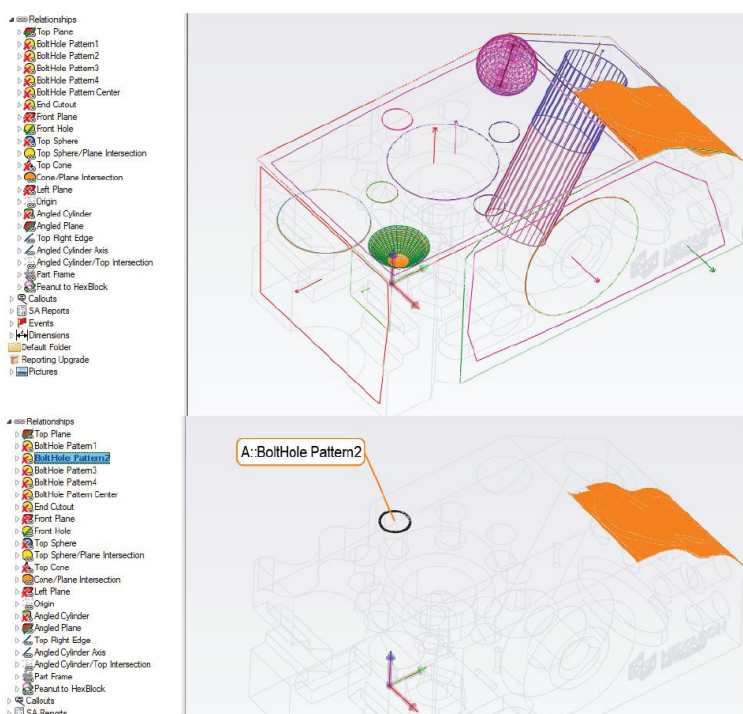 Relationships
Top Plane
BoltHole Pattern1
BoltHole Pattern2
BoltHole Pattern3
BoltHole Pattern4
BoltHole Pattern Center
End Cutout
Front Plane
Front Hole
Top Sphere
Top Sphere/Plane Intersection
Top Cone
Cone/Plane Intersection
Left Plane
Origin
Angled Cylinder
Angled Plane
Top Right Edge
Angled Cylinder Axis
Angled Cylinder/Top Intersection
Part Frame
Peanut to HexBlock
Callouts
SA Reports
Events
Dimensions
Default Folder
Reporting Upgrade
Pictures
HEXAGON
Relationships
Top Plane
BoltHole Pattern1
BoltHole Pattern2
BoltHole Pattern3
BoltHole Pattern4
BoltHole Pattern Center
End Cutout
Front Plane
Front Hole
Top Sphere
Top Sphere/Plane Intersection
Top Cone
Cone/Plane Intersection
Left Plane
Origin
Angled Cylinder
Angled Plane
Top Right Edge
Angled Cylinder Axis
Angled Cylinder/Top Intersection
Part Frame
Peanut to HexBlock
Callouts
SA Reports
A::BoltHole Pattern2
HEXAGON